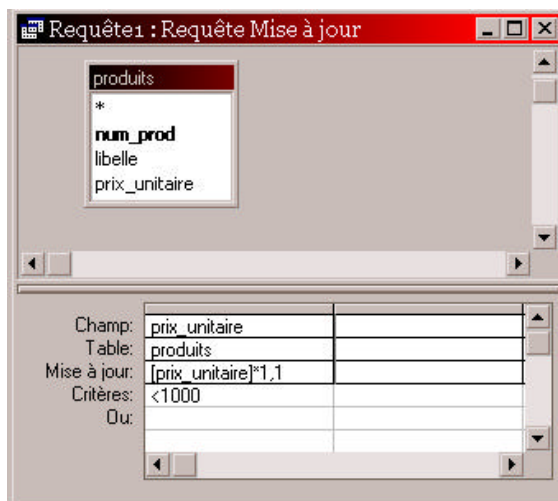 Requête1 : Requête Mise à jour
produits
*
num_prod
libelle
prix_unitaire
Champ: prix_unitaire
Table: produits
Mise à jour: [prix_unitaire]*1,1
Critères: <1000
Ou: